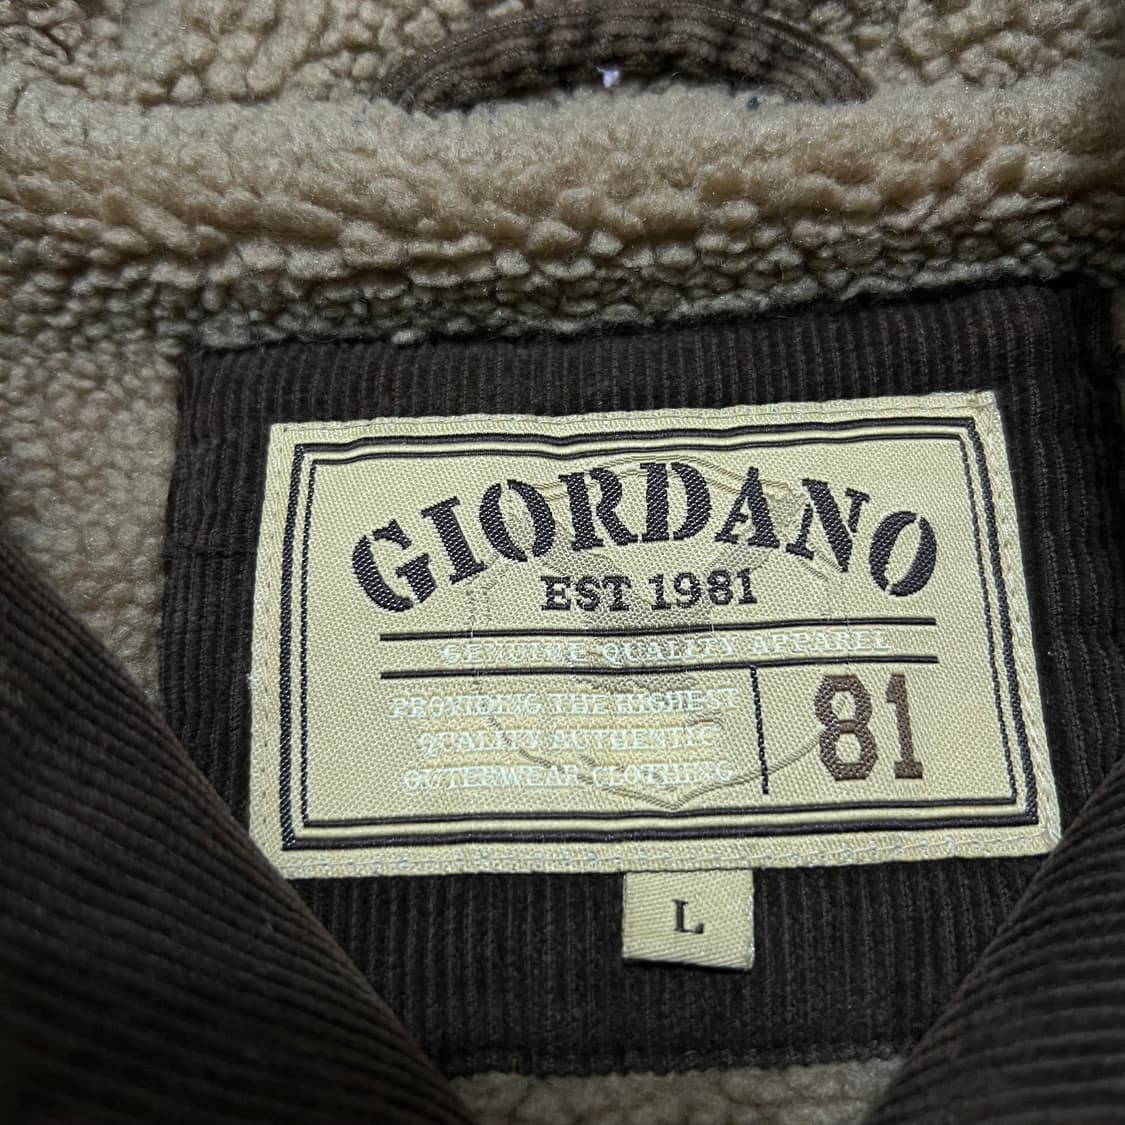 GIORDANO
EST 1981
GENUINE QUALITY APPAREL
PROVIDING THE HIGHEST
QUALITY AUTHENTIC
OUTERWEAR CLOTHING
81
L